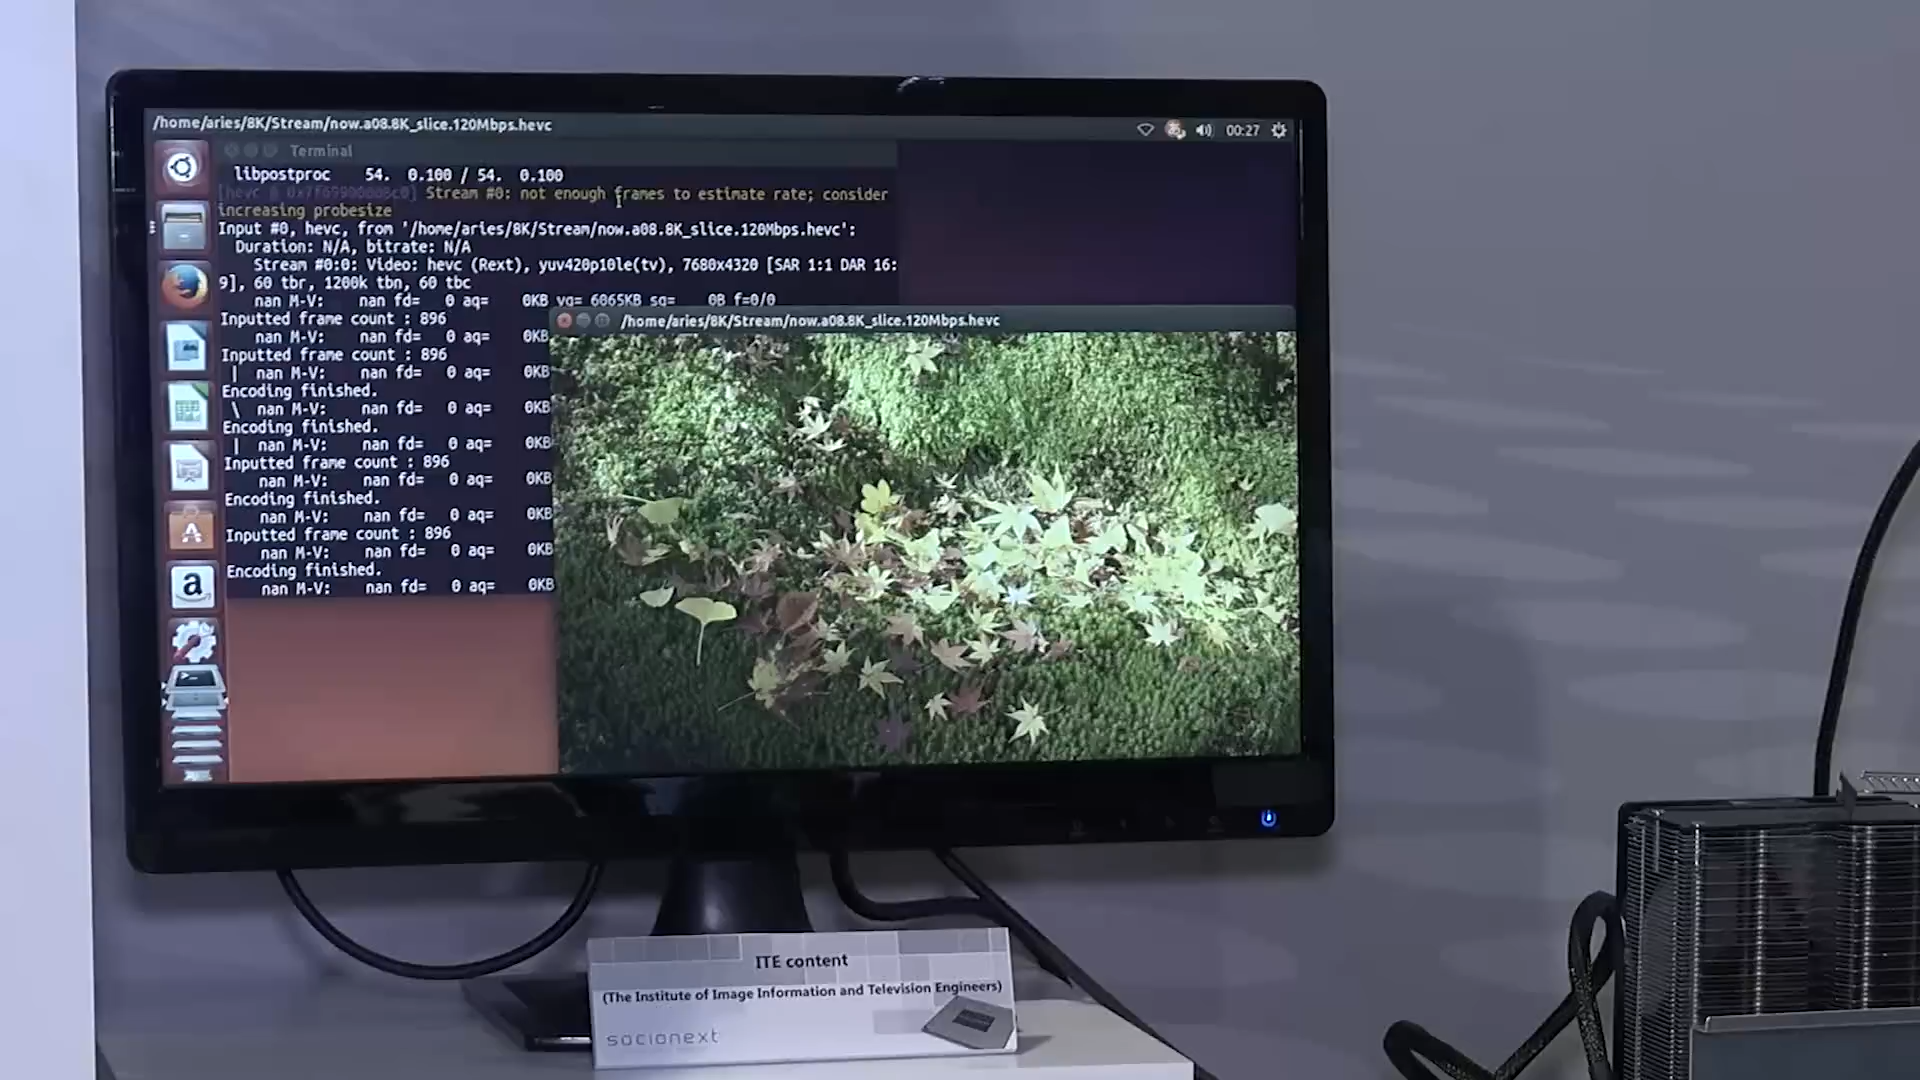 /home/aries/8K/Stream/now.a08.8K_slice.120Mbps.hevc
00:27
Terminal
libpostproc 54. 0.100 / 54. 0.100
Stream #0: not enough frames to estimate rate; consider
increasing probesize
Input #0, hevc, from '/home/aries/8K/Stream/now.a08.8K_slice.120Mbps.hevc':
Duration: N/A, bitrate: N/A
Stream #0:0: Video: hevc (Rext), yuv420p10le(tv), 7680x4320 [SAR 1:1 DAR 16:
9], 60 tbr, 1200k tbn, 60 tbc
nan M-V: nan fd= 0 aq= 0KB vq= 6065KB sq= 0B f=0/0
Inputted frame count : 896
nan M-V: nan fd= 0 aq= 0KB
Inputted frame count : 896
| nan M-V: nan fd= 0 aq= 0KB
Encoding finished.
\ nan M-V: nan fd= 0 aq= 0KB
Encoding finished.
| nan M-V: nan fd= 0 aq= 0KB
Inputted frame count : 896
nan M-V: nan fd= 0 aq= 0KB
Encoding finished.
nan M-V: nan fd= 0 aq= 0KB
Inputted frame count : 896
nan M-V: nan fd= 0 aq= 0KB
Encoding finished.
nan M-V: nan fd= 0 aq= 0KB
/home/aries/8K/Stream/now.a08.8K_slice.120Mbps.hevc
ITE content
(The Institute of Image Information and Television Engineers)
socionext